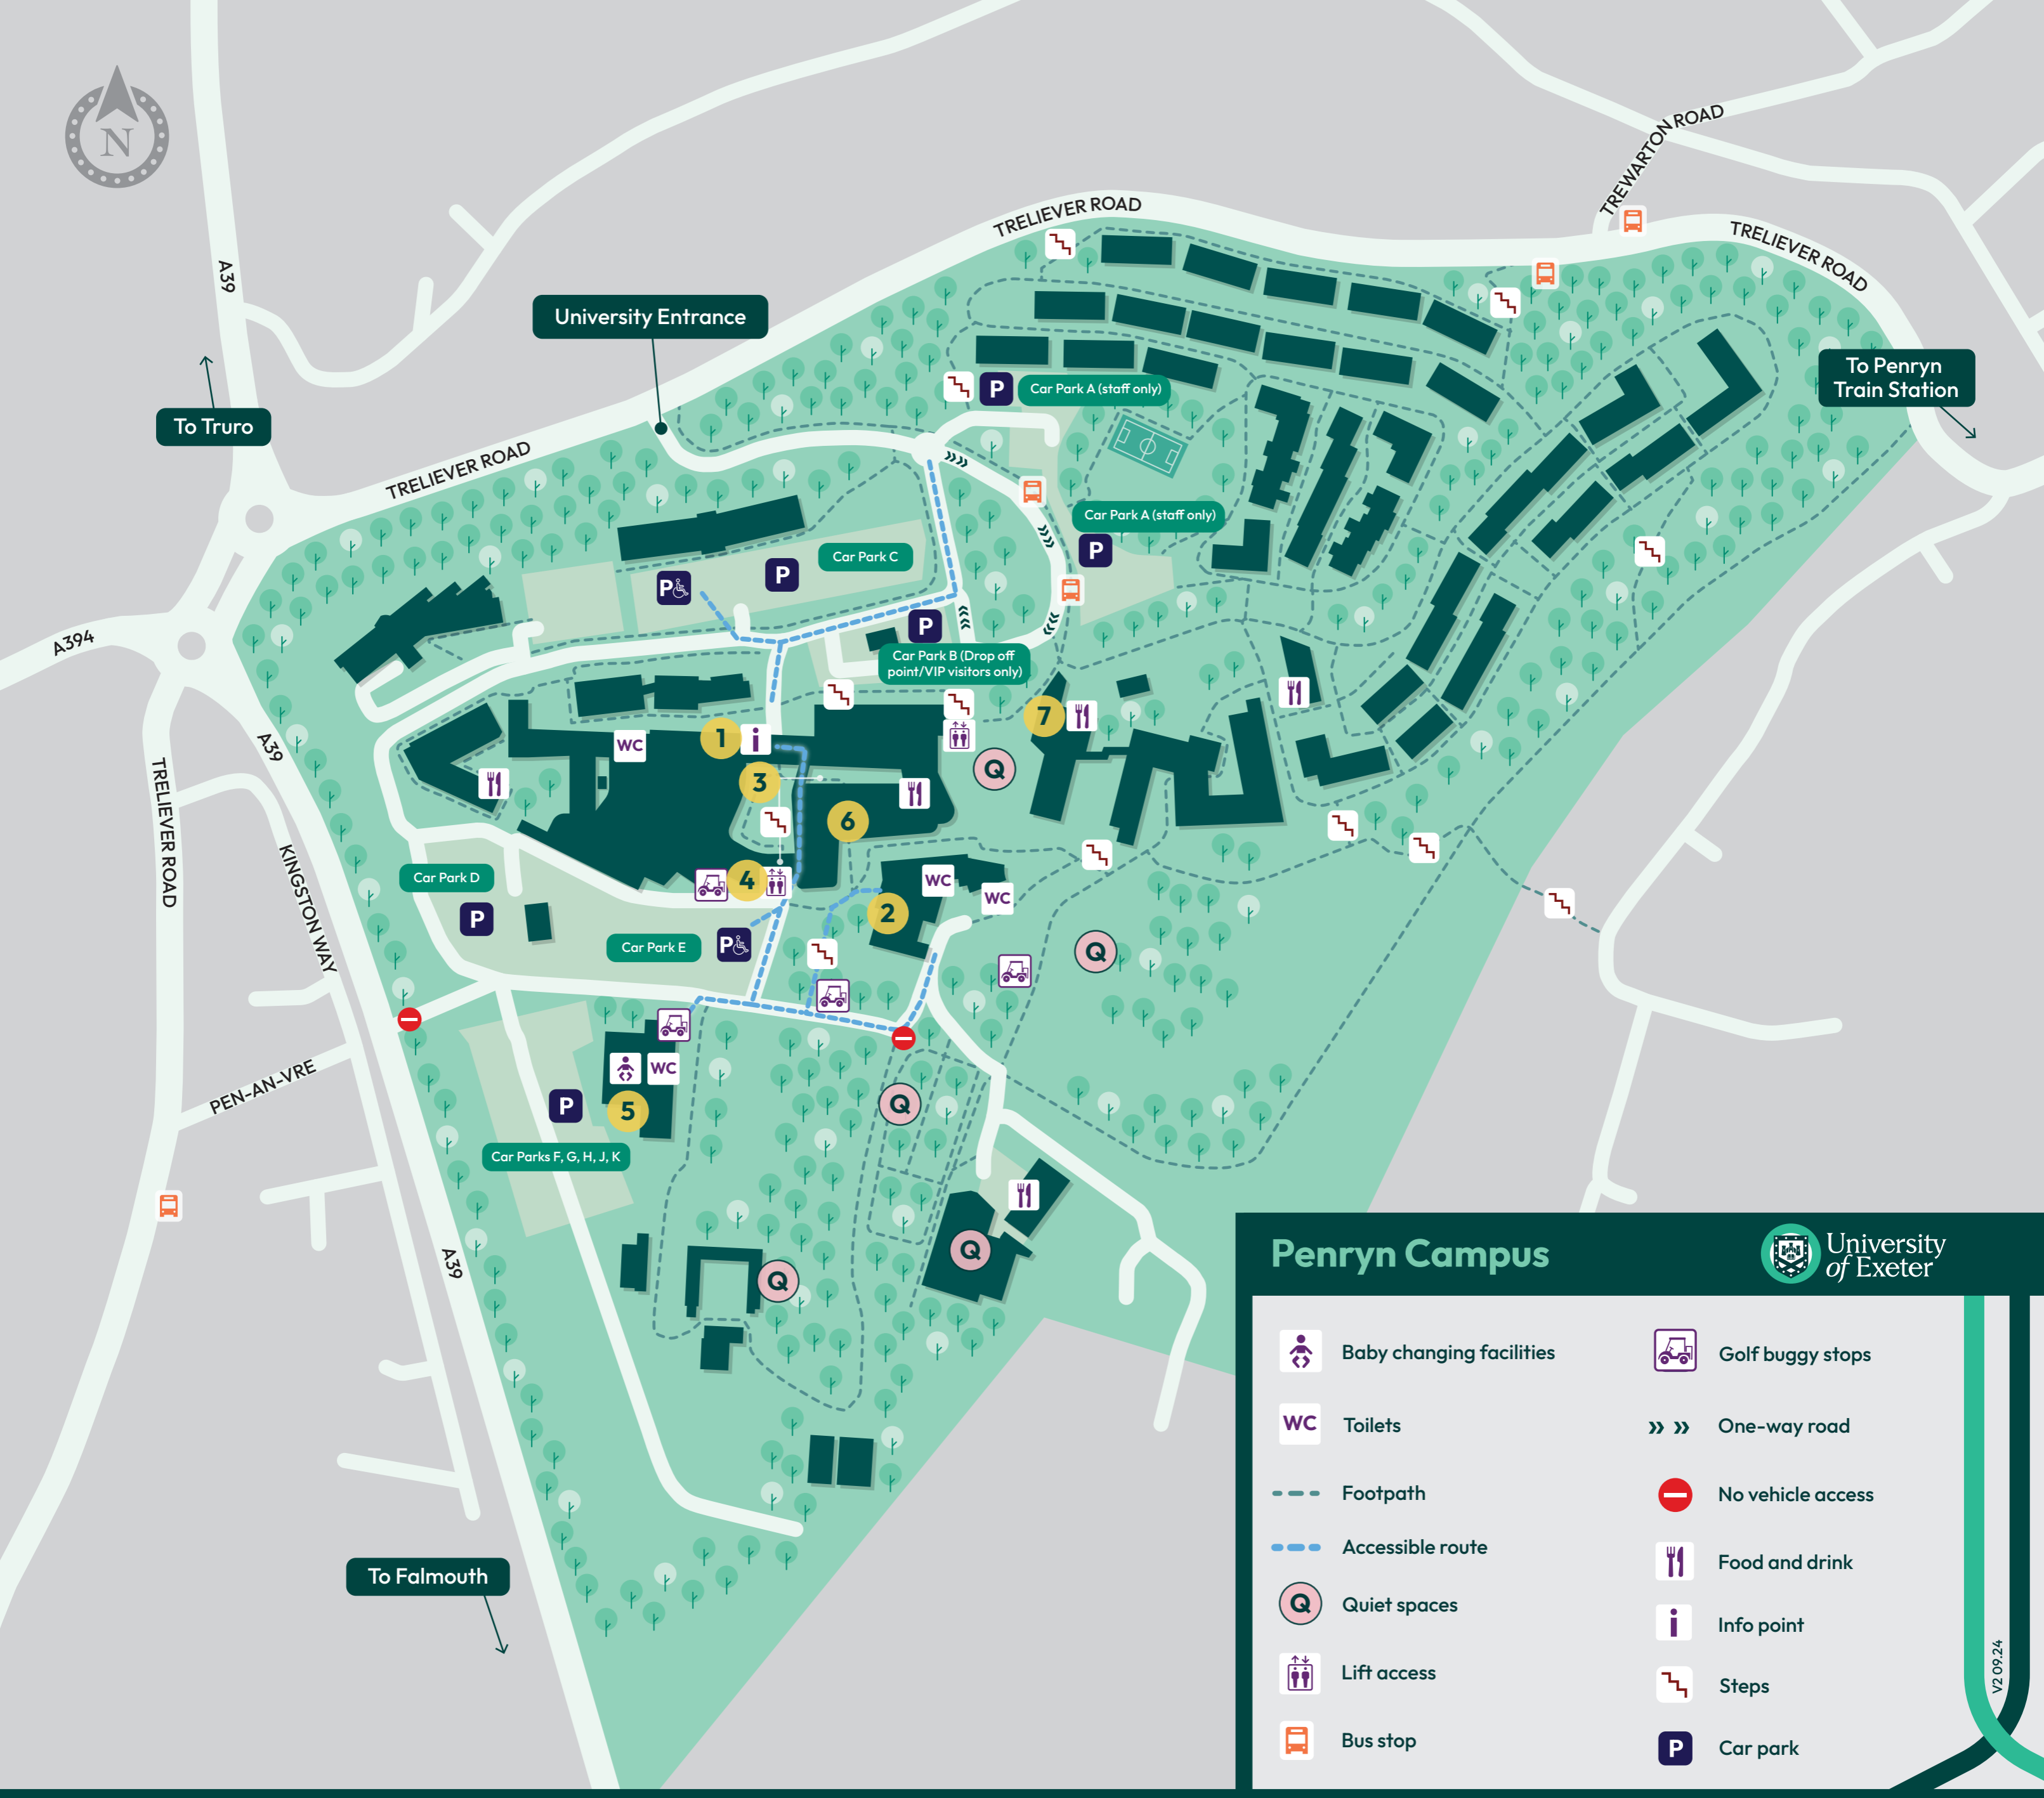 N
A39
TRELIEVER ROAD
TREWARTON ROAD
TRELIEVER ROAD
University Entrance
To Truro
To Penryn
Train Station
P
Car Park A (staff only)
TRELIEVER ROAD
Car Park A (staff only)
P
Car Park C
P
P
A394
P
Car Park B (Drop off
point/VIP visitors only)
A39
WC
1
i
7
3
Q
6
TRELIEVER ROAD
KINGSTON WAY
Car Park D
P
4
WC
WC
2
Car Park E
P
Q
PEN-AN-VRE
WC
5
P
Q
Car Parks F, G, H, J, K
A39
Q
Q
To Falmouth
Penryn Campus
University
of Exeter
Baby changing facilities
WC
Toilets
Footpath
Accessible route
Q
Quiet spaces
Lift access
Bus stop
Golf buggy stops
One-way road
No vehicle access
Food and drink
i
Info point
Steps
P
Car park
V2 09.24